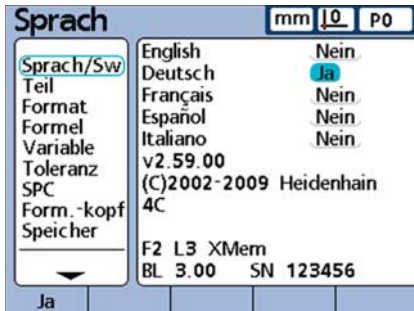 Sprach
mm 0 P0
Sprach/Sw
Teil
Format
Formel
Variable
Toleranz
SPC
Form.-kopf
Speicher
English Nein
Deutsch Ja
Français Nein
Español Nein
Italiano Nein
v2.59.00
(C)2002-2009 Heidenhain
4C
F2 L3 XMem
BL 3.00 SN 123456
Ja